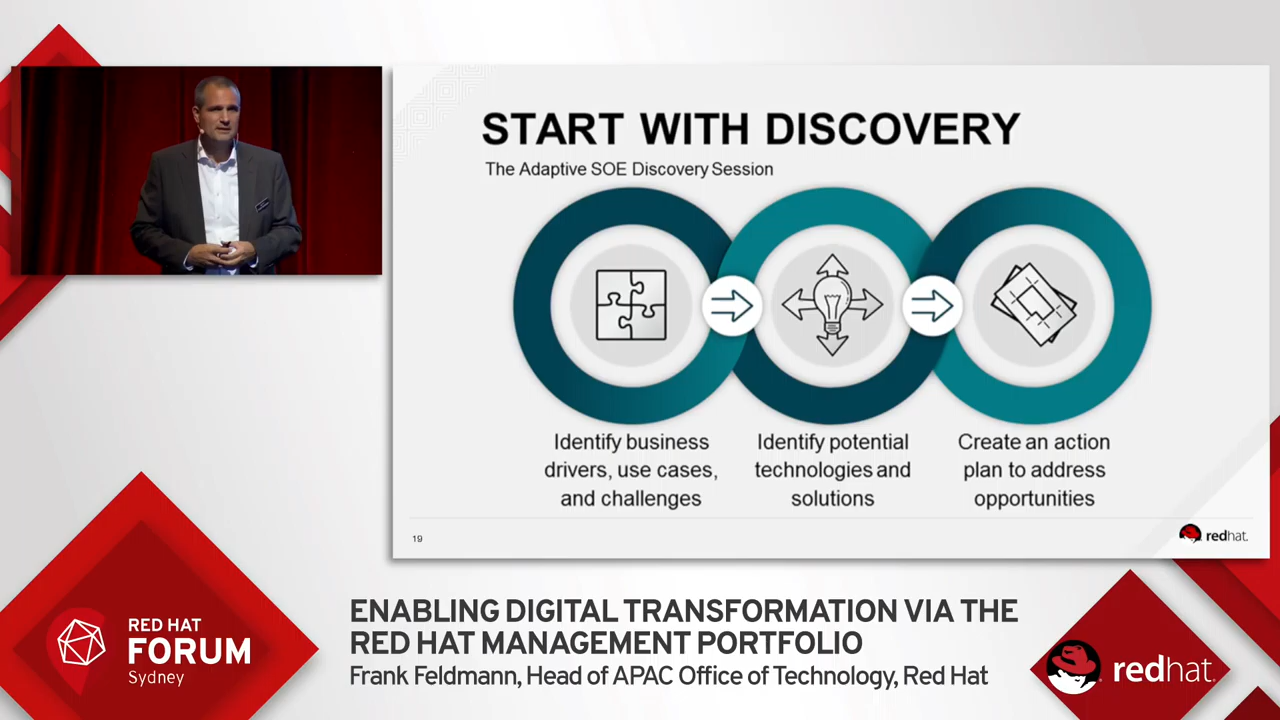 START WITH DISCOVERY
The Adaptive SOE Discovery Session
Identify business
drivers, use cases,
and challenges
Identify potential
technologies and
solutions
Create an action
plan to address
opportunities
19
redhat.
ENABLING DIGITAL TRANSFORMATION VIA THE
RED HAT MANAGEMENT PORTFOLIO
Frank Feldmann, Head of APAC Office of Technology, Red Hat
RED HAT
FORUM
Sydney
redhat.